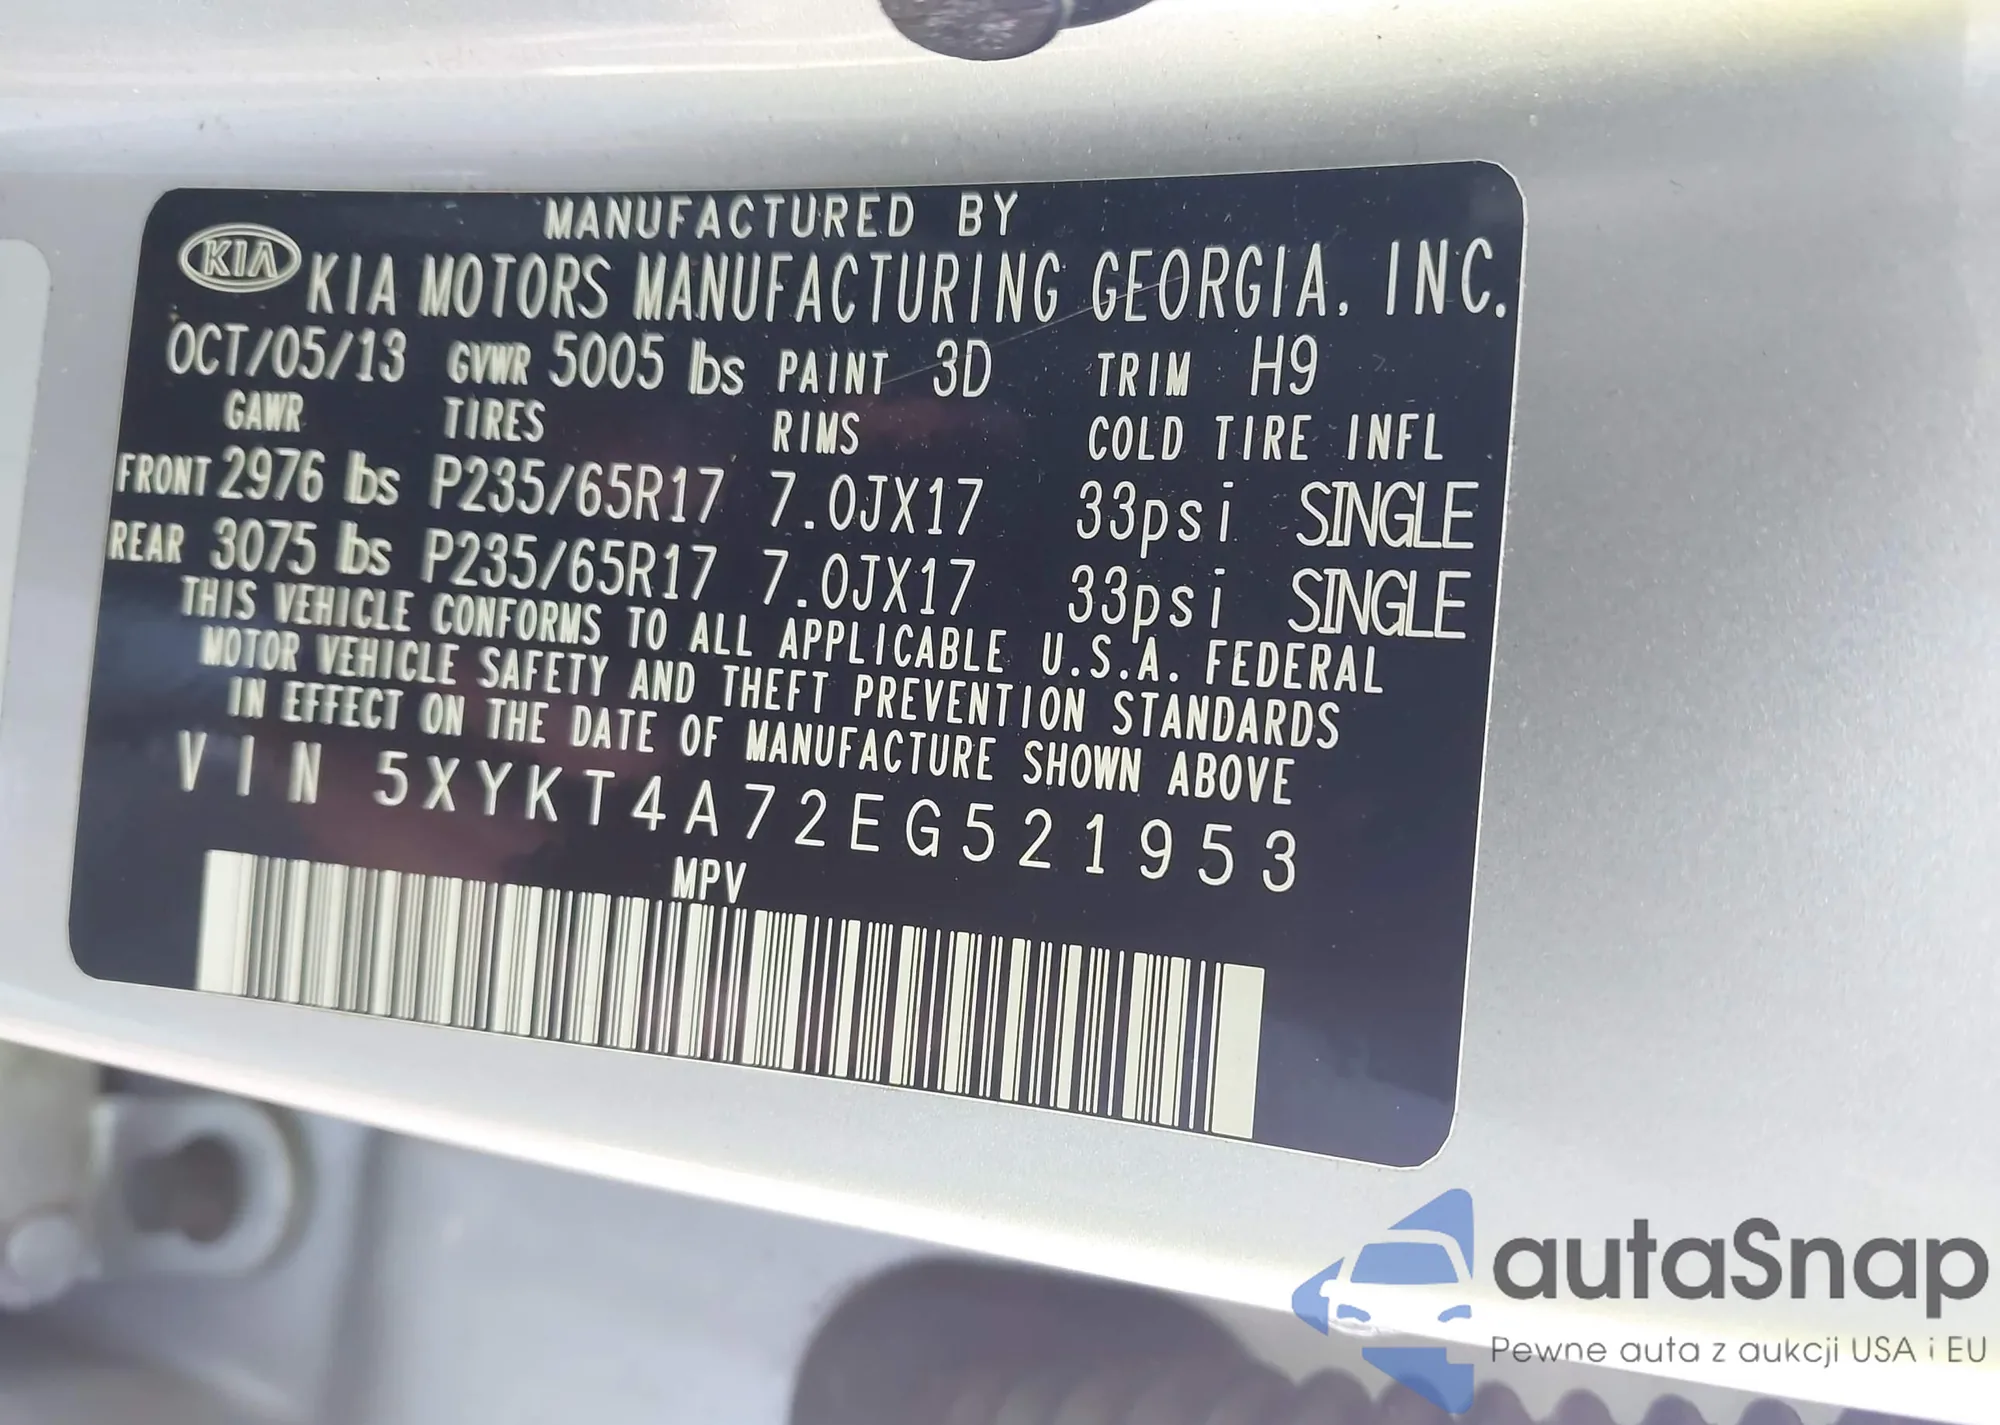 MANUFACTURED BY
KIA KIA MOTORS MANUFACTURING GEORGIA, INC.
OCT/05/13 GVWR 5005 lbs PAINT 3D TRIM H9
GAWR TIRES RIMS COLD TIRE INFL
FRONT 2976 lbs P235/65R17 7.0JX17 33psi SINGLE
REAR 3075 lbs P235/65R17 7.0JX17 33psi SINGLE
THIS VEHICLE CONFORMS TO ALL APPLICABLE U.S.A. FEDERAL
MOTOR VEHICLE SAFETY AND THEFT PREVENTION STANDARDS
IN EFFECT ON THE DATE OF MANUFACTURE SHOWN ABOVE
VIN 5XYKT4A72EG521953
MPV
autaSnap
Pewne auta z aukcji USA i EU